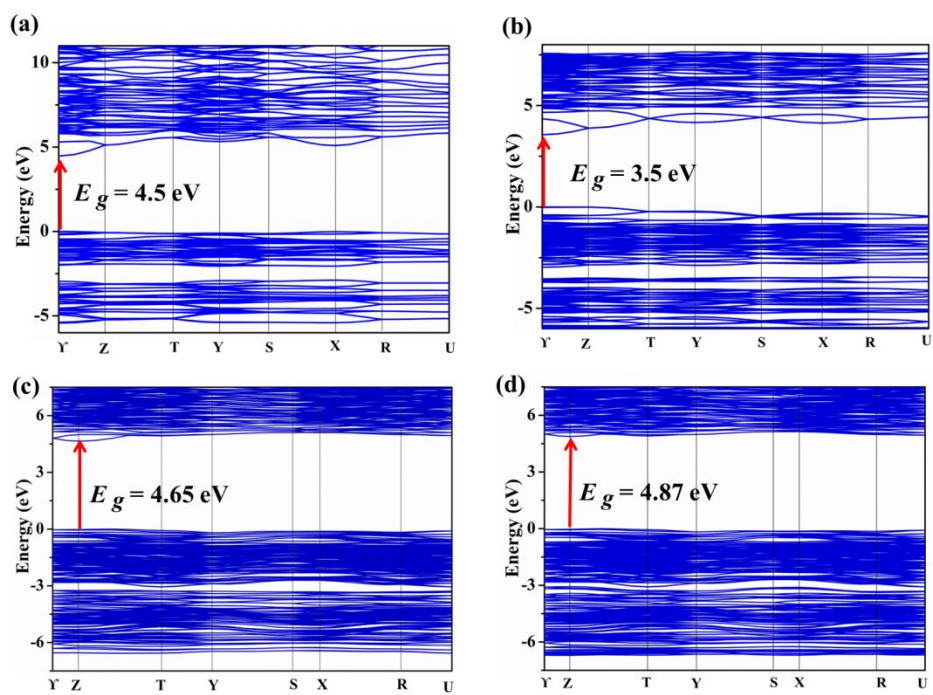 (a)
10
5
0
-5
Energy (eV)
E g = 4.5 eV
ϒ Z T Y S X R U
(b)
5
0
-5
Energy (eV)
E g = 3.5 eV
ϒ Z T Y S X R U
(c)
6
3
0
-3
-6
Energy (eV)
E g = 4.65 eV
ϒ Z T Y S X R U
(d)
6
3
0
-3
-6
Energy (eV)
E g = 4.87 eV
ϒ Z T Y S X R U